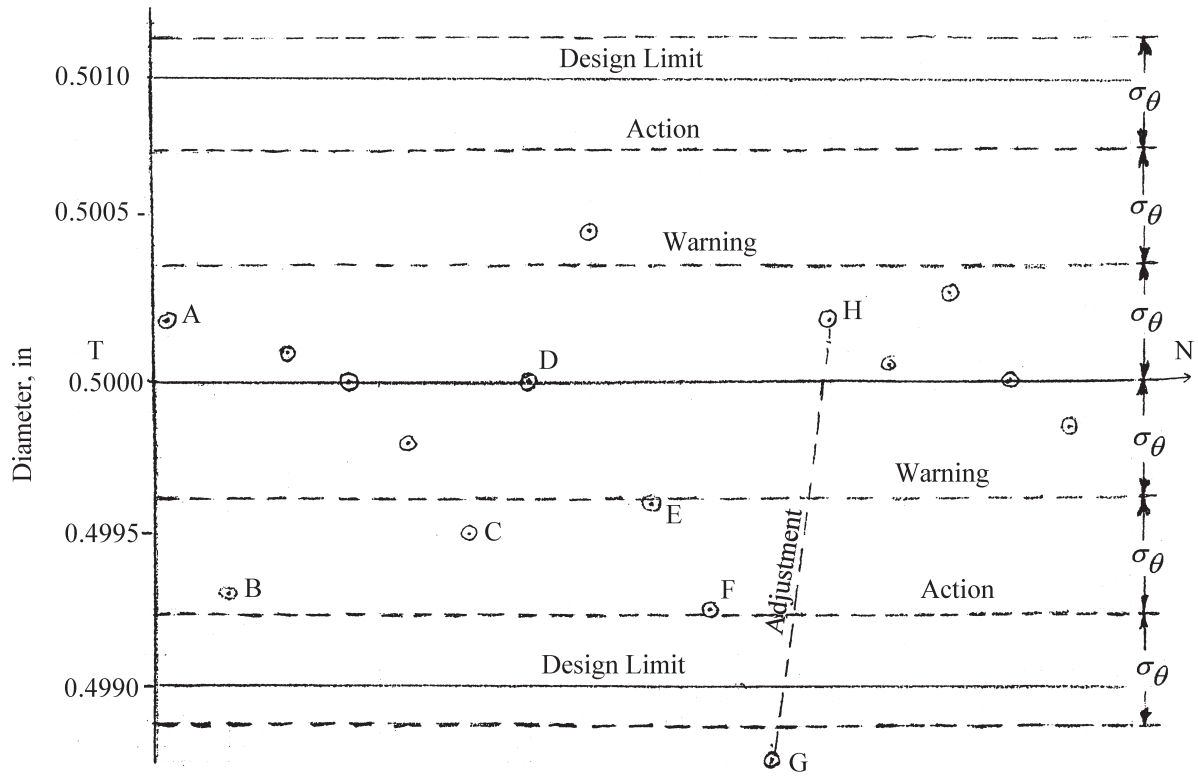 Design Limit
0.5010
σθ
Action
0.5005
σθ
Warning
A
H
σθ
T
D
N
0.5000
Diameter, in
σθ
Warning
E
0.4995
C
Adjustment
σθ
B
F
Action
Design Limit
σθ
0.4990
G